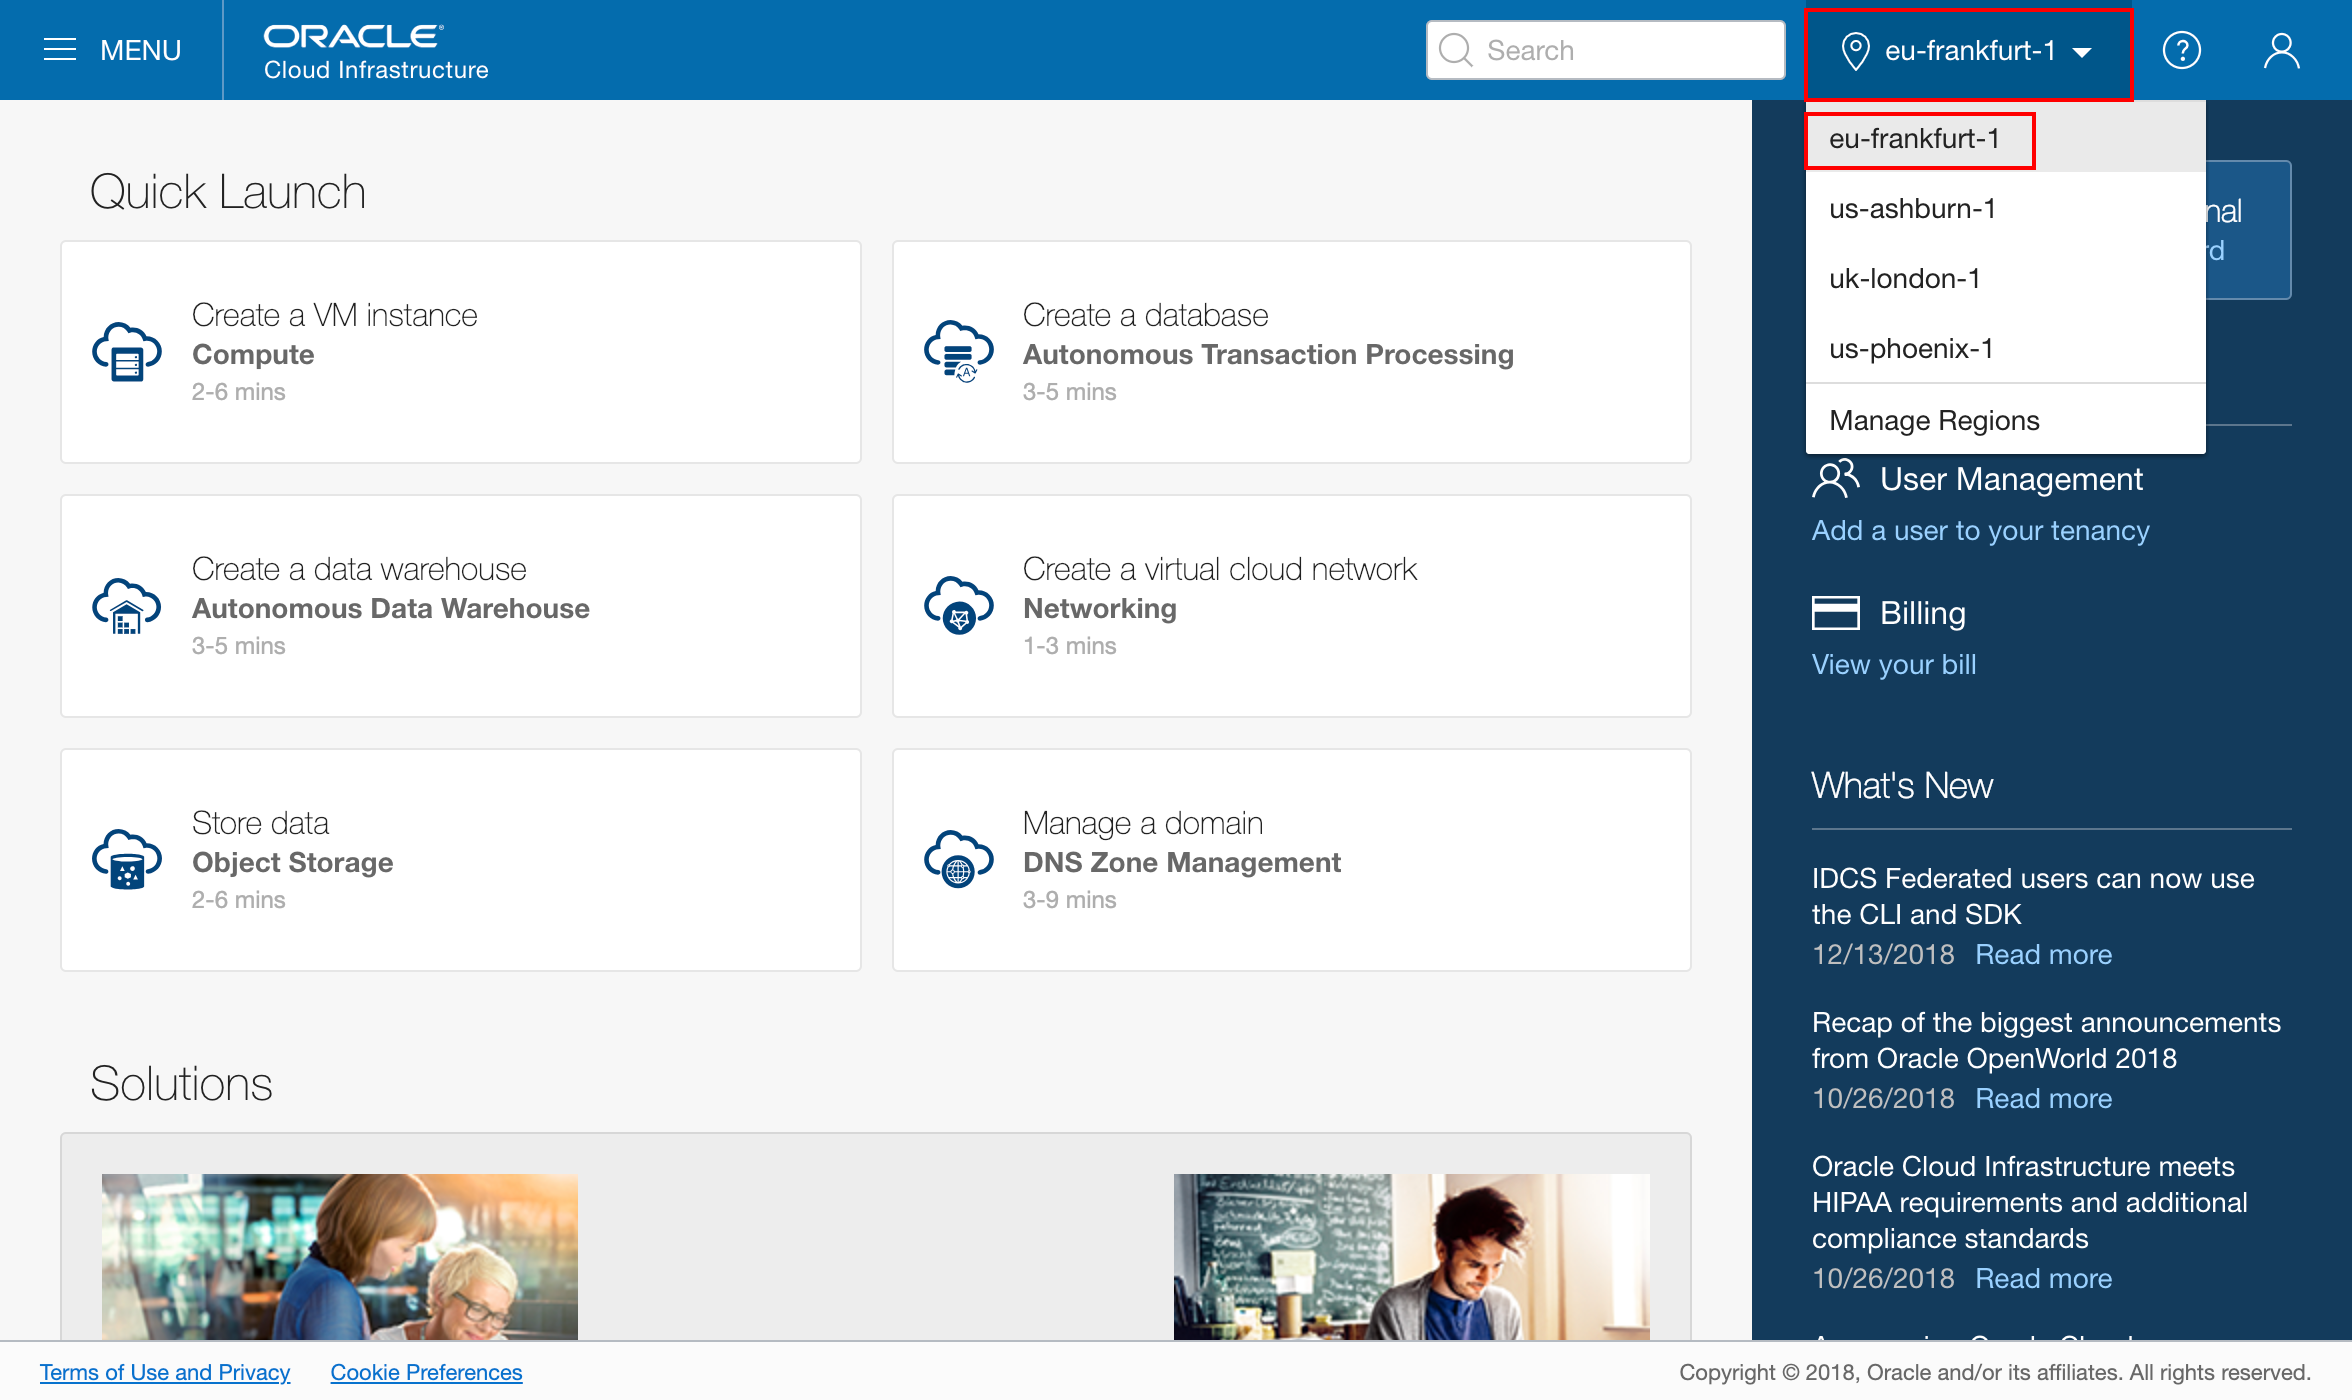 MENU
ORACLE
Cloud Infrastructure
Search
eu-frankfurt-1
eu-frankfurt-1
us-ashburn-1
uk-london-1
us-phoenix-1
Manage Regions
Quick Launch
Create a VM instance
Compute
2-6 mins
Create a database
Autonomous Transaction Processing
3-5 mins
Create a data warehouse
Autonomous Data Warehouse
3-5 mins
Create a virtual cloud network
Networking
1-3 mins
Store data
Object Storage
2-6 mins
Manage a domain
DNS Zone Management
3-9 mins
Solutions
User Management
Add a user to your tenancy
Billing
View your bill
What's New
IDCS Federated users can now use
the CLI and SDK
12/13/2018 Read more
Recap of the biggest announcements
from Oracle OpenWorld 2018
10/26/2018 Read more
Oracle Cloud Infrastructure meets
HIPAA requirements and additional
compliance standards
10/26/2018 Read more
Terms of Use and Privacy
Cookie Preferences
Copyright © 2018, Oracle and/or its affiliates. All rights reserved.